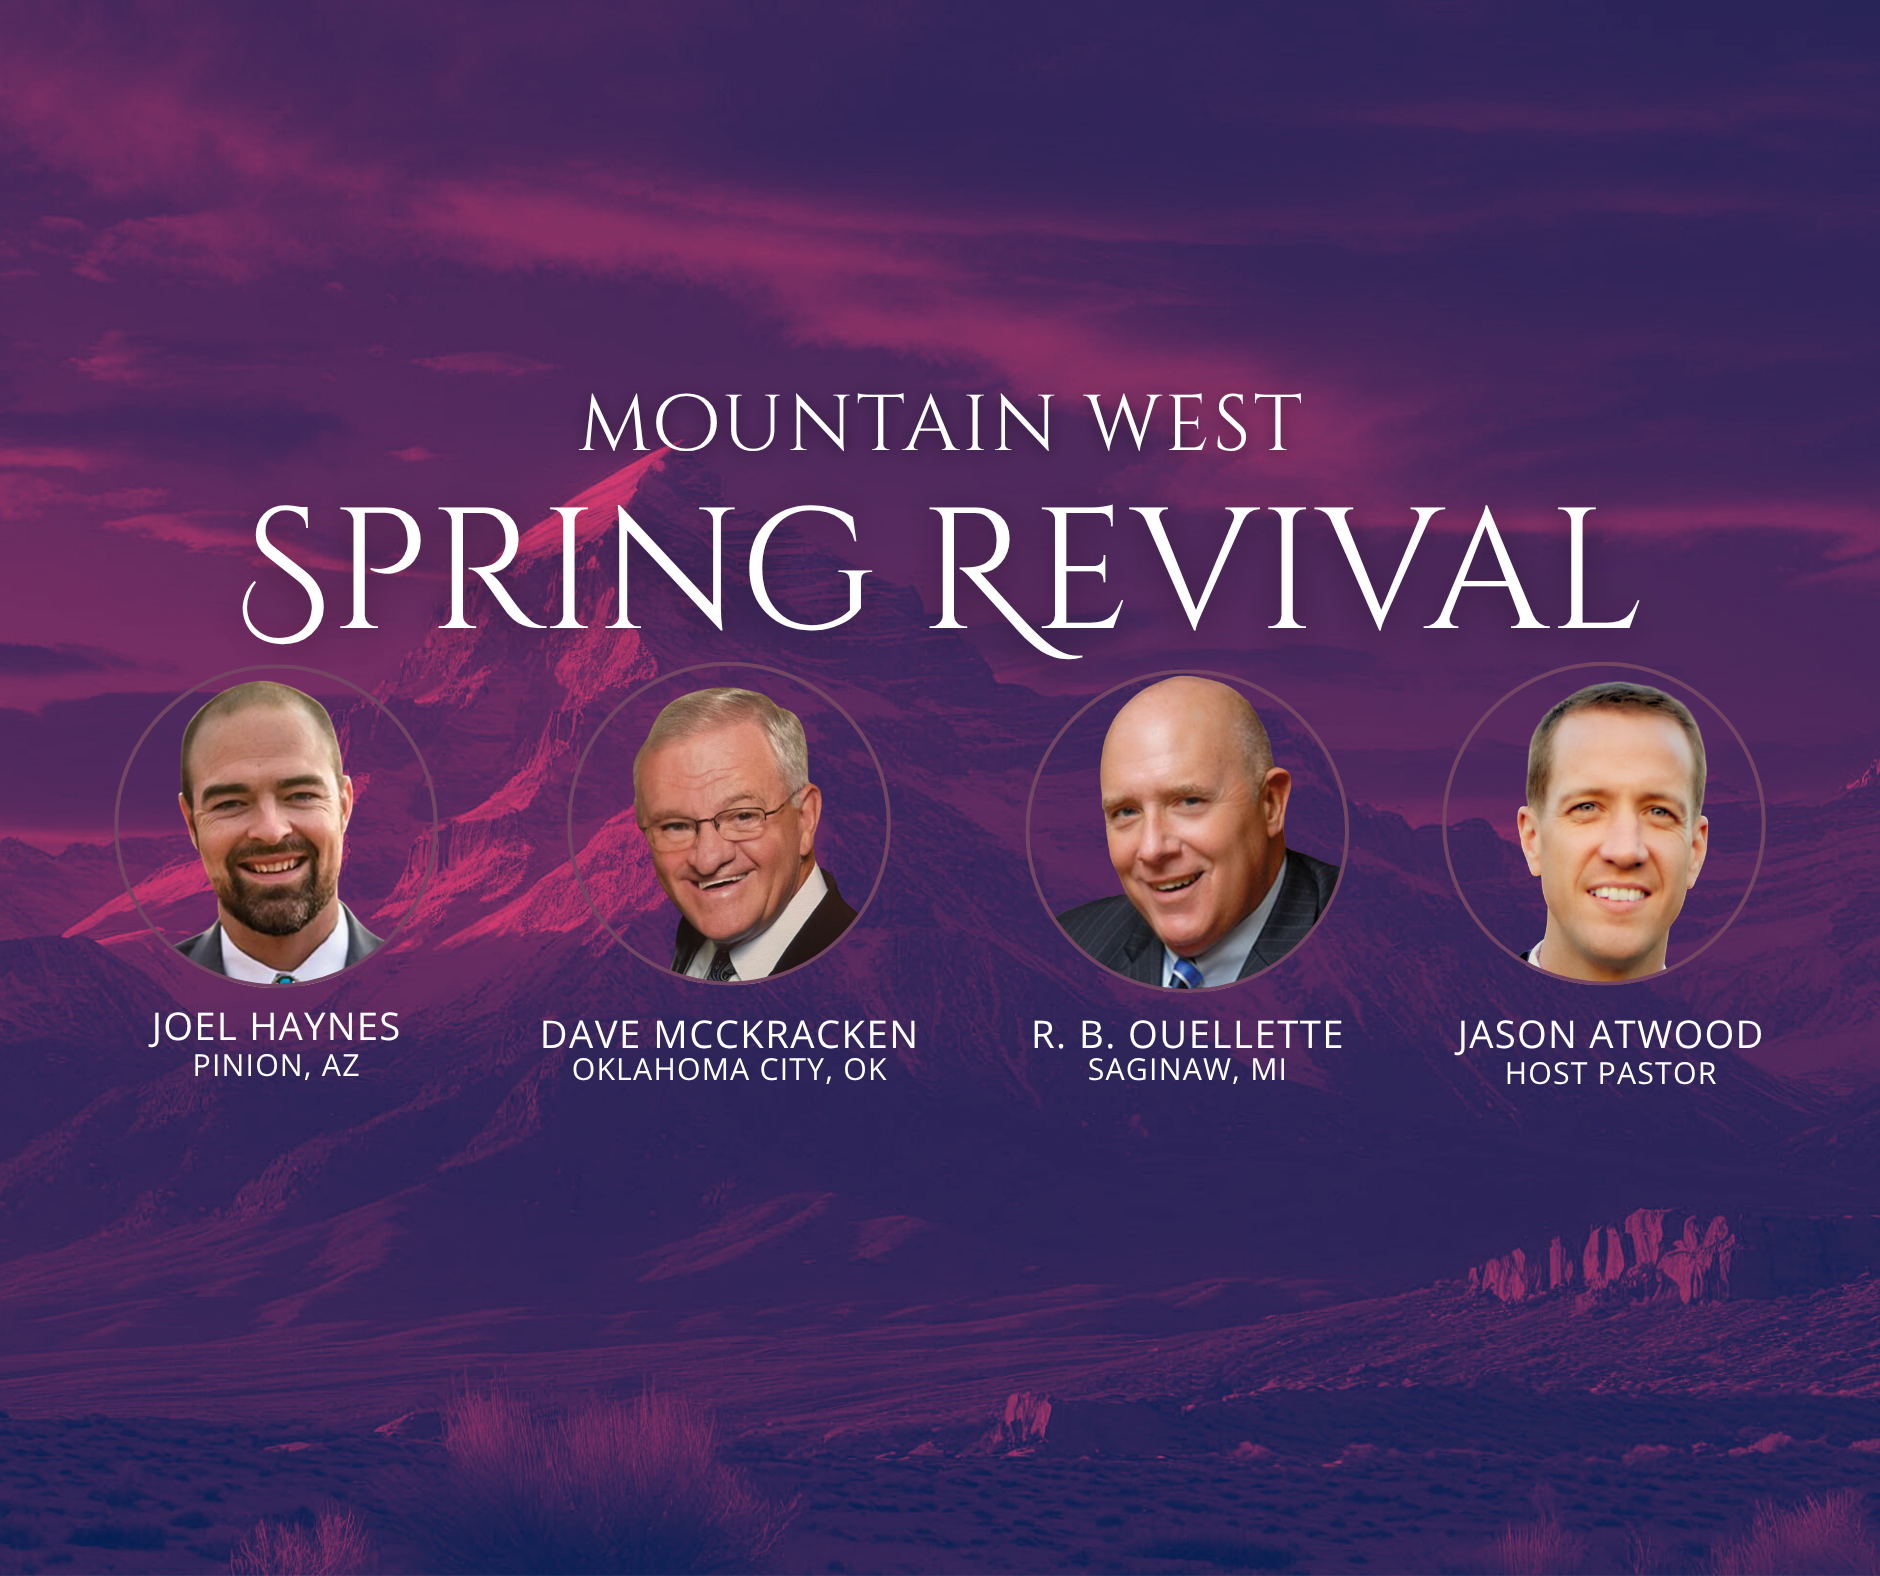 MOUNTAIN WEST
SPRING REVIVAL
JOEL HAYNES
PINION, AZ
DAVE MCCKRACKEN
OKLAHOMA CITY, OK
R. B. OUELLETTE
SAGINAW, MI
JASON ATWOOD
HOST PASTOR